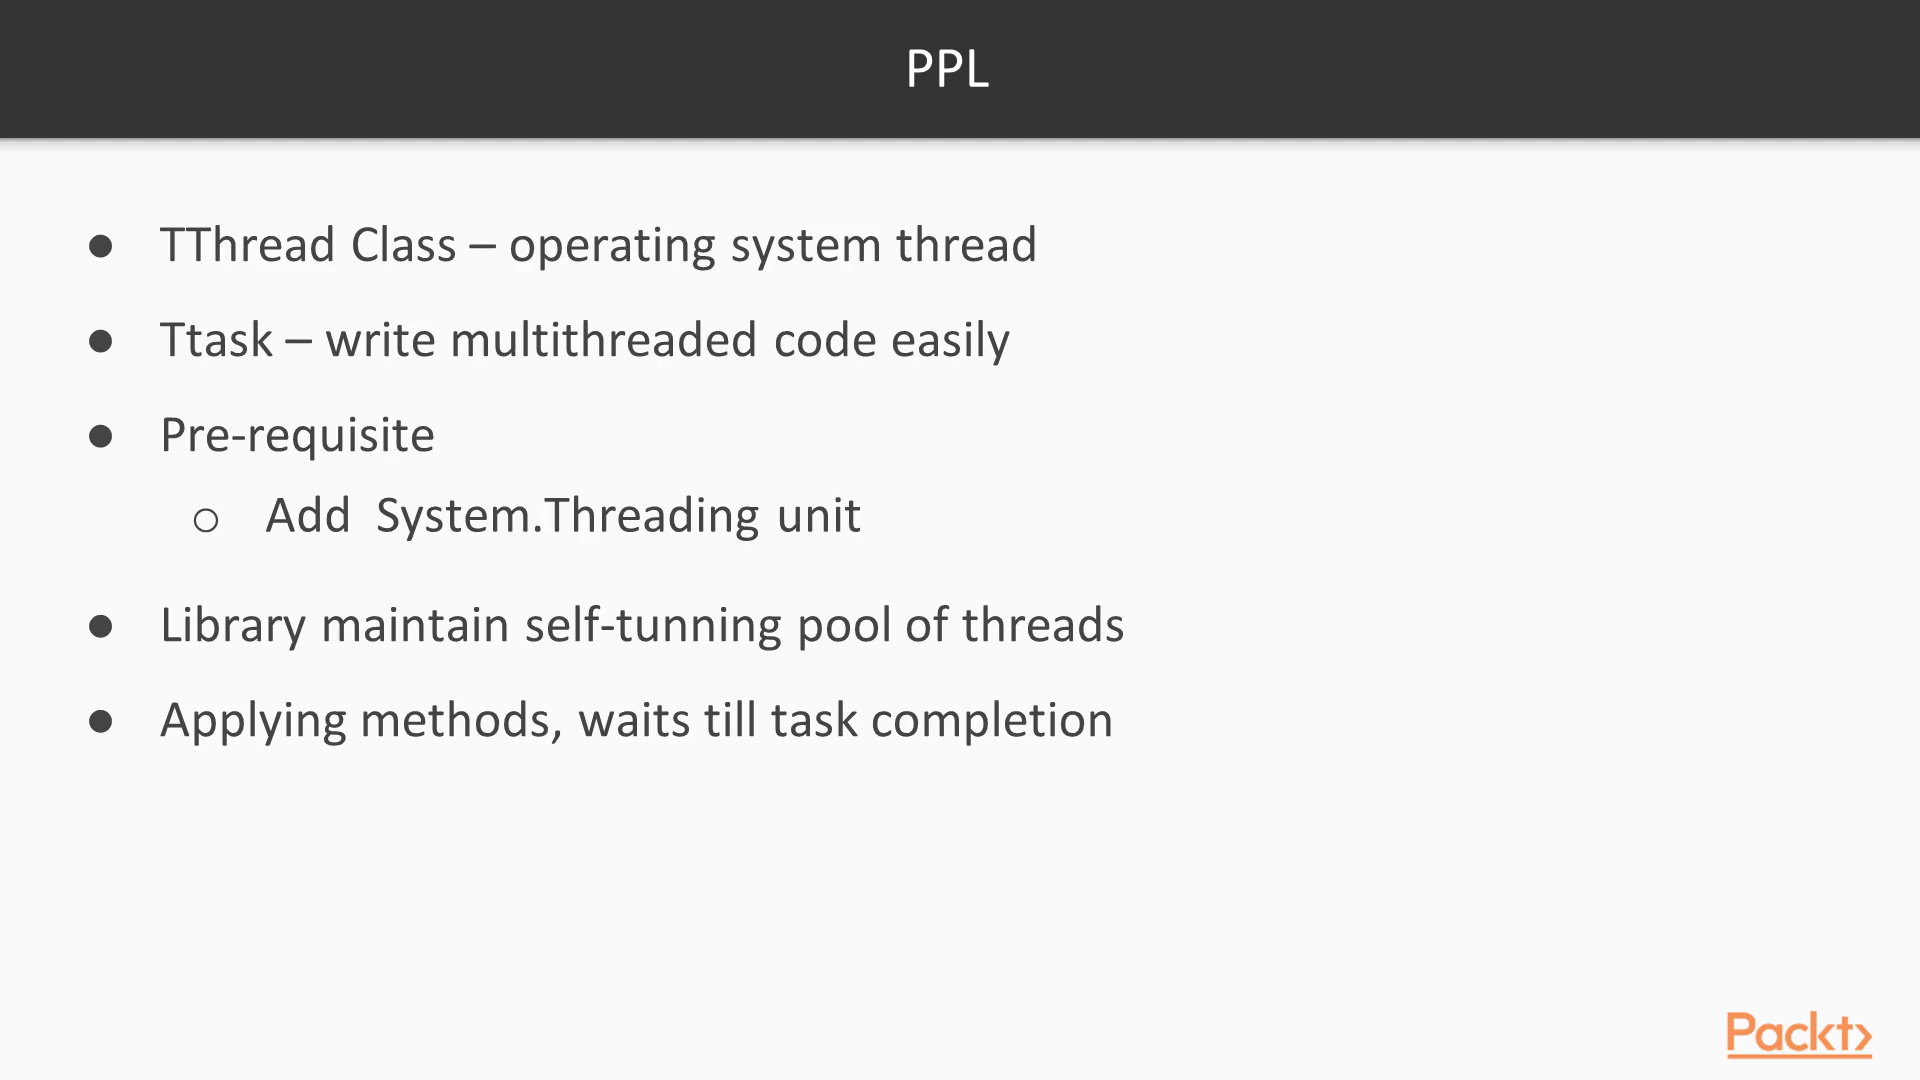 PPL
● TThread Class – operating system thread
● Ttask – write multithreaded code easily
● Pre-requisite
○ Add System.Threading unit
● Library maintain self-tunning pool of threads
● Applying methods, waits till task completion
Packt>